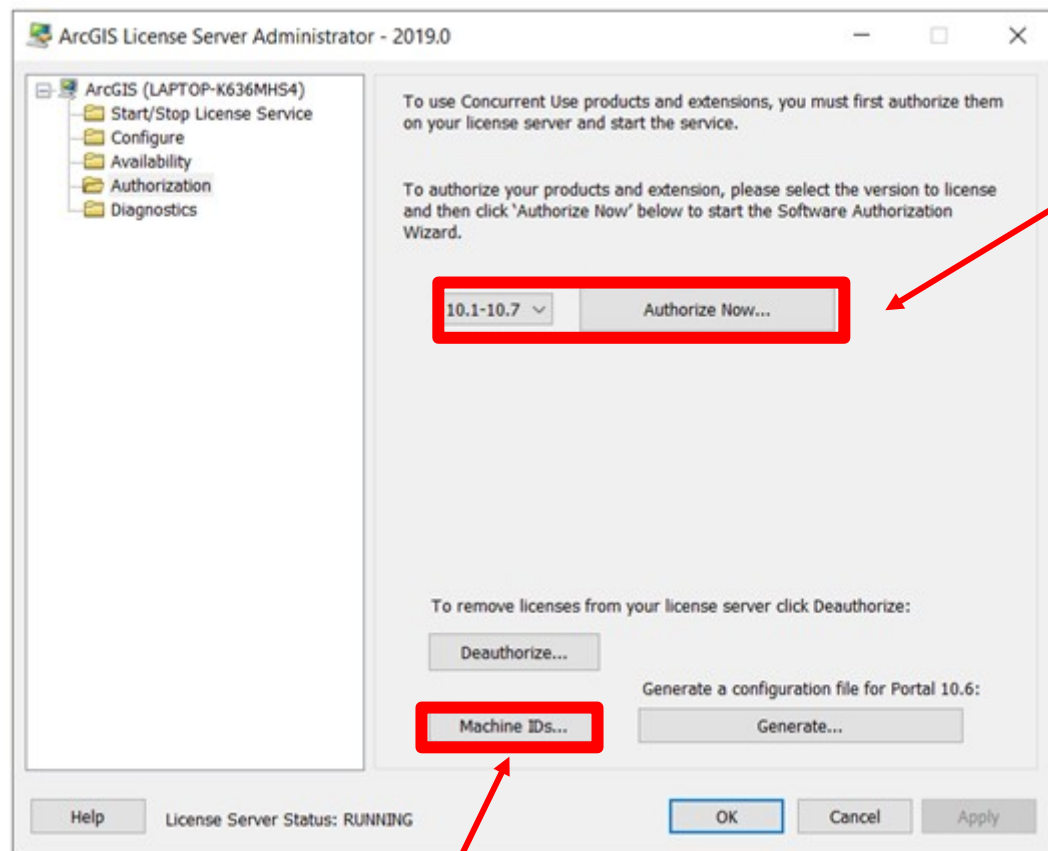 ArcGIS License Server Administrator - 2019.0
ArcGIS (LAPTOP-K636MHS4)
Start/Stop License Service
Configure
Availability
Authorization
Diagnostics
To use Concurrent Use products and extensions, you must first authorize them
on your license server and start the service.
To authorize your products and extension, please select the version to license
and then click 'Authorize Now' below to start the Software Authorization
Wizard.
10.1-10.7 Authorize Now...
To remove licenses from your license server click Deauthorize:
Deauthorize...
Generate a configuration file for Portal 10.6:
Machine IDs... Generate...
Help License Server Status: RUNNING OK Cancel Apply